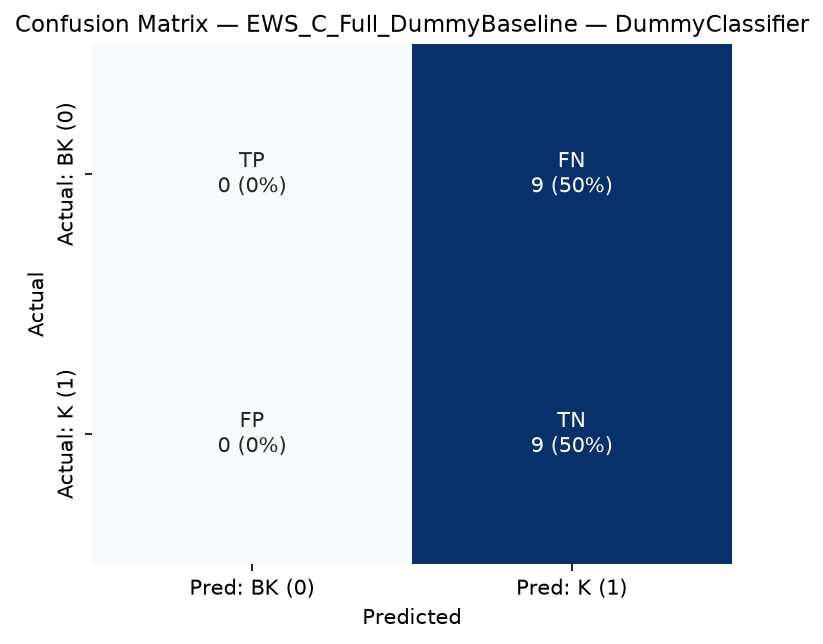 Confusion Matrix — EWS_C_Full_DummyBaseline — DummyClassifier
Actual
Actual: BK (0)
TP
0 (0%)
FN
9 (50%)
Actual: K (1)
FP
0 (0%)
TN
9 (50%)
Pred: BK (0)
Pred: K (1)
Predicted